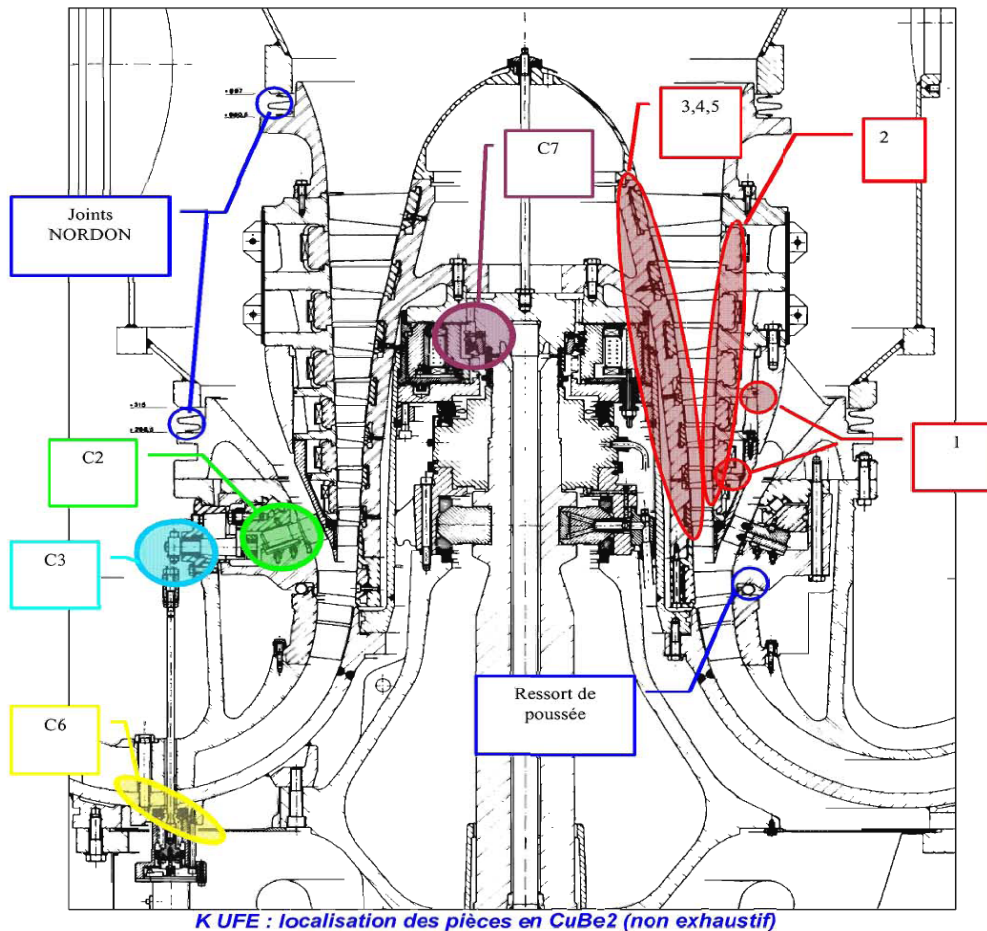 3,4,5
2
C7
Joints
NORDON
1
C2
C3
Ressort de
poussée
C6
K UFE : localisation des pièces en CuBe2 (non exhaustif)